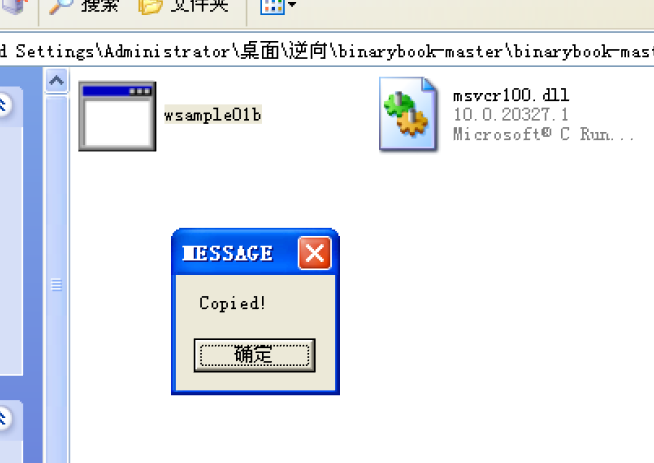 搜索 文件夹
d Settings\Administrator\桌面\逆向\binarybook-master\binarybook-mast
wsample01b
msvcr100.dll
10.0.20327.1
Microsoft® C Run...
MESSAGE
Copied!
确定